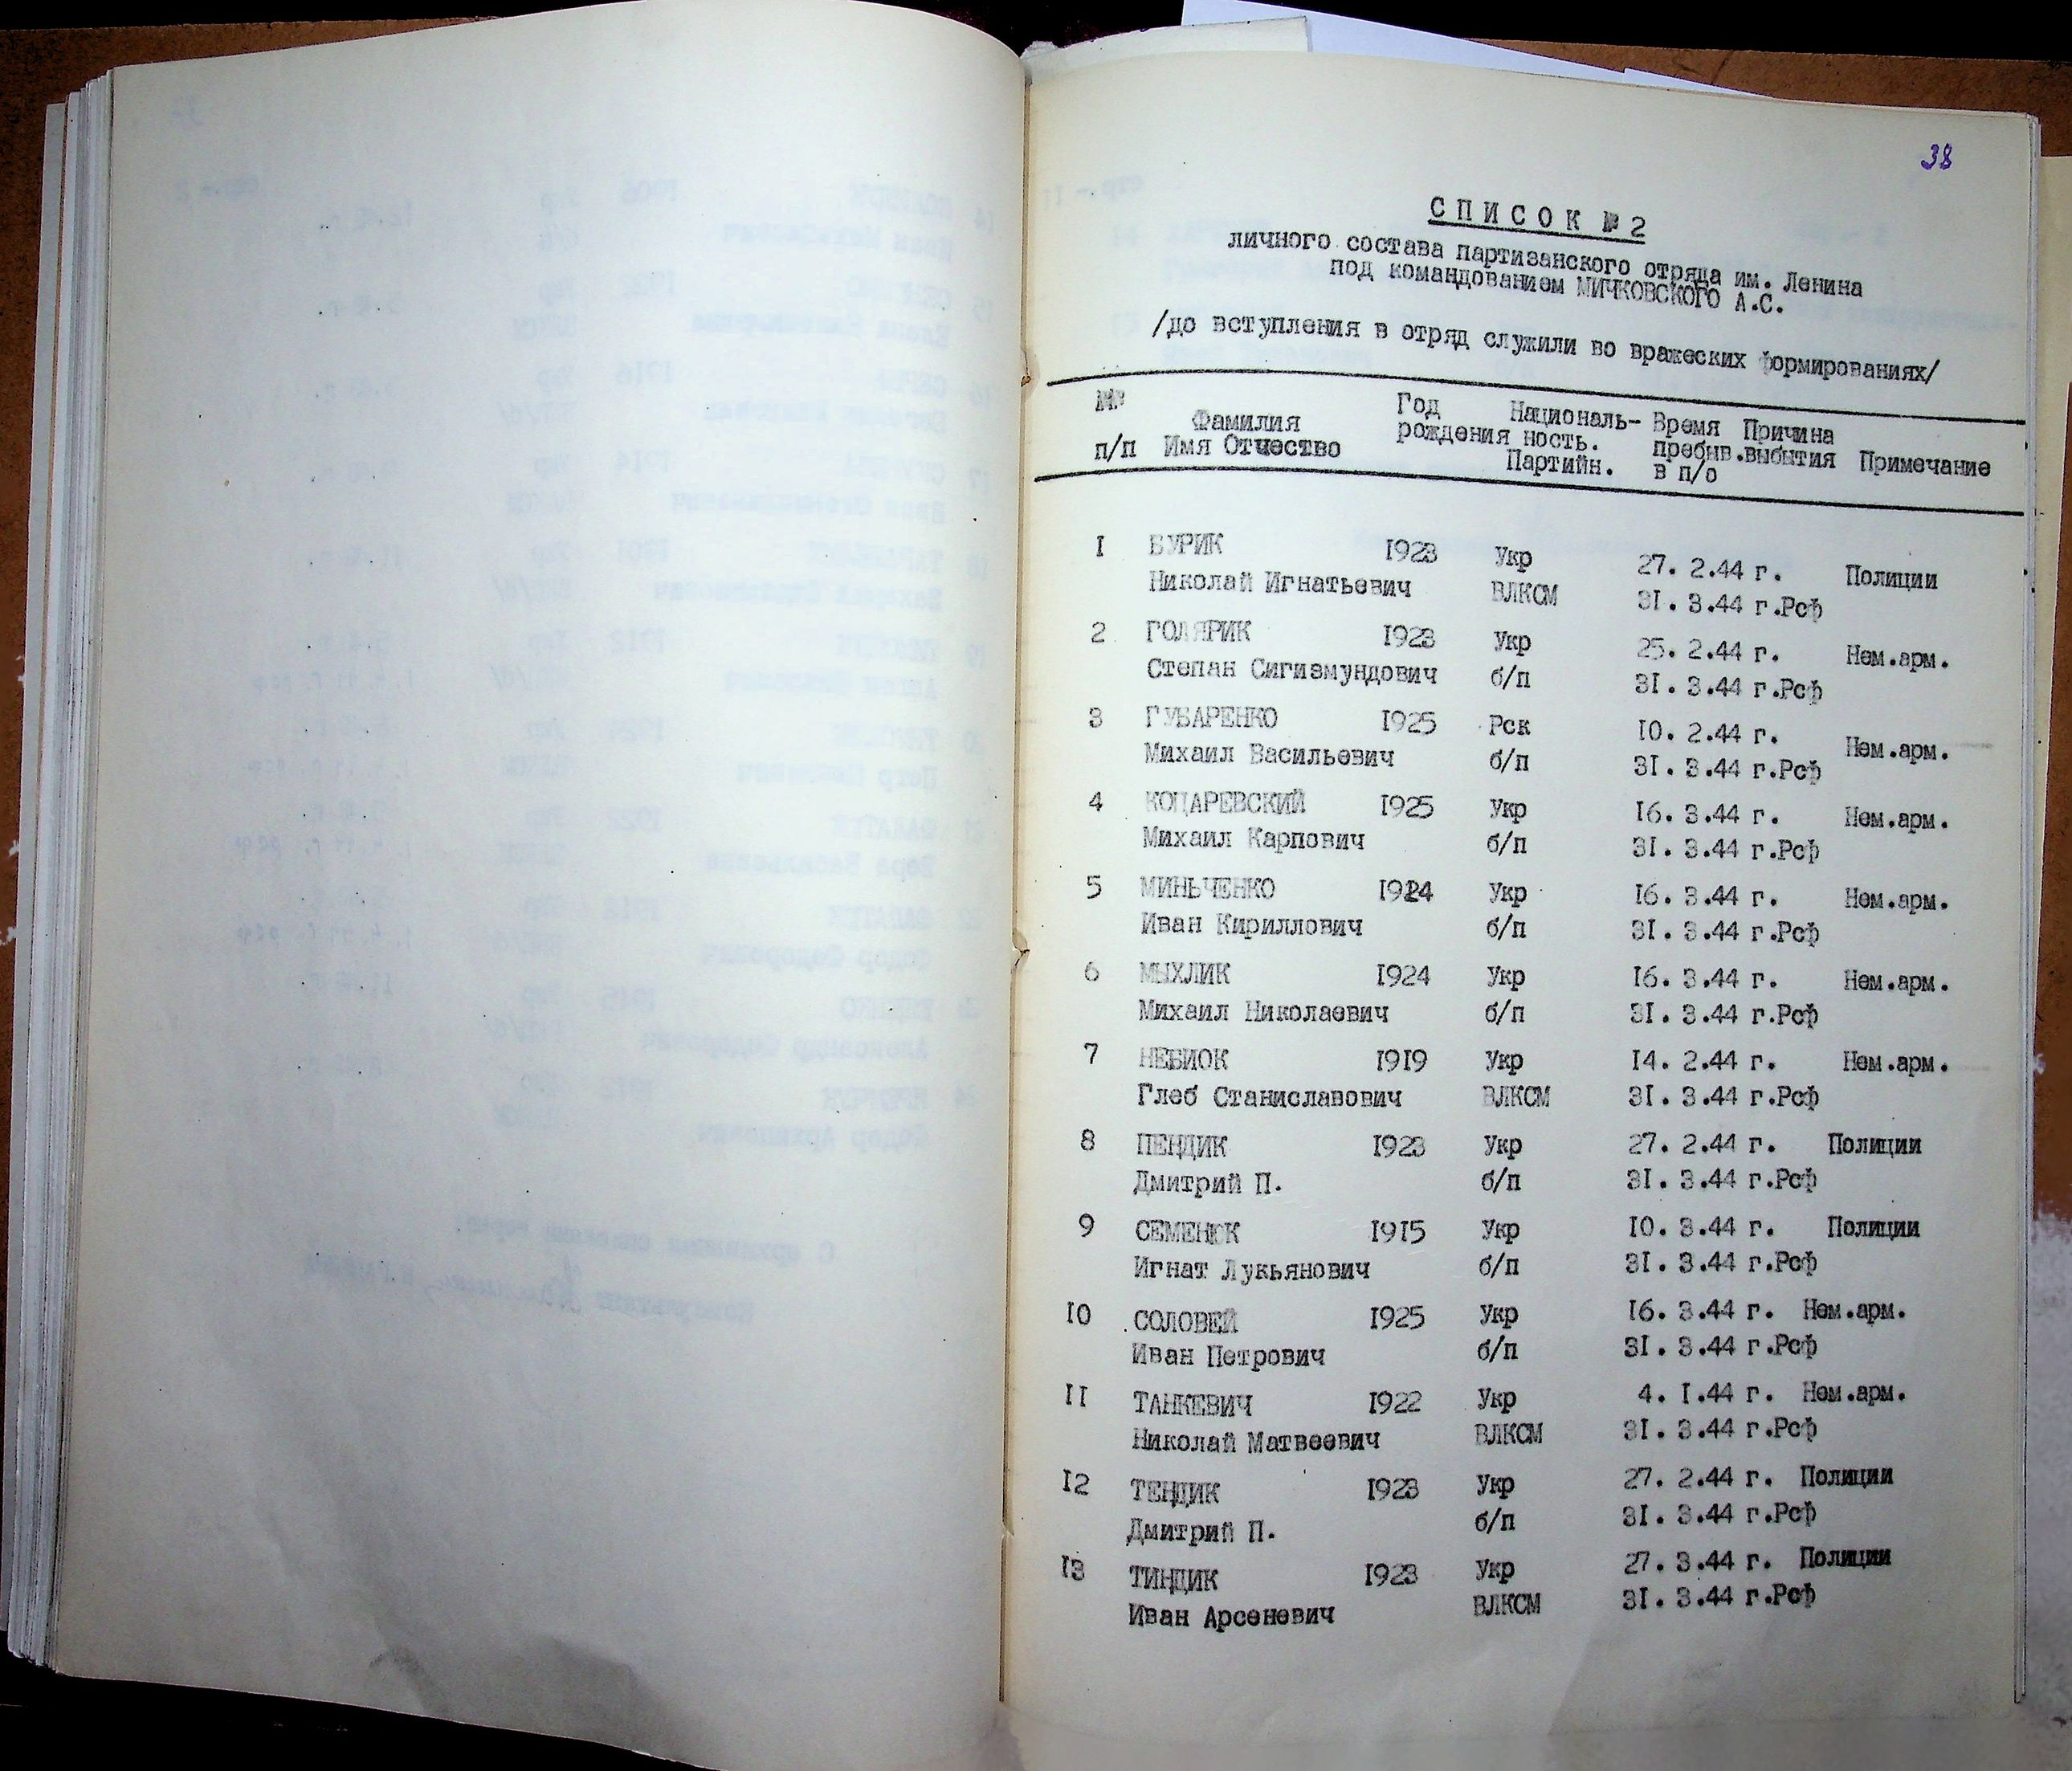 38
СПИСОК №2
личного состава партизанского отряда им. Ленина
под командованием МИЧКОВСКОГО А.С.
/до вступления в отряд служили во вражеских формированиях/
№№ п/п Фамилия Имя Отчество Год рождения Националь-ность. Партийн. Время пребыв. в п/о Причина выбытия Примечание
1 БУРИК 1923 Укр 27. 2.44 г. Полиции
Николай Игнатьевич ВЛКСМ 31. 3.44 г.Рсф
2 ГОЛЯРИК 1923 Укр 25. 2.44 г. Нем.арм.
Степан Сигизмундович б/п 31. 3.44 г.Рсф
3 ГУБАРЕНКО 1925 Рск 10. 2.44 г. Нем.арм.
Михаил Васильевич б/п 31. 3.44 г.Рсф
4 КОЦАРЕВСКИЙ 1925 Укр 16. 3.44 г. Нем.арм.
Михаил Карпович б/п 31. 3.44 г.Рсф
5 МИНЬЧЕНКО 1924 Укр 16. 3.44 г. Нем.арм.
Иван Кириллович б/п 31. 3.44 г.Рсф
6 МЫХЛИК 1924 Укр 16. 3.44 г. Нем.арм.
Михаил Николаевич б/п 31. 3.44 г.Рсф
7 НЕБИОК 1919 Укр 14. 2.44 г. Нем.арм.
Глеб Станиславович ВЛКСМ 31. 3.44 г.Рсф
8 ПЕНДИК 1923 Укр 27. 2.44 г. Полиции
Дмитрий П. б/п 31. 3.44 г.Рсф
9 СЕМЕНЮК 1915 Укр 10. 3.44 г. Полиции
Игнат Лукьянович б/п 31. 3.44 г.Рсф
10 СОЛОВЕЙ 1925 Укр 16. 3.44 г. Нем.арм.
Иван Петрович б/п 31. 3.44 г.Рсф
11 ТАНКЕВИЧ 1922 Укр 4. 1.44 г. Нем.арм.
Николай Матвеевич ВЛКСМ 31. 3.44 г.Рсф
12 ТЕНДИК 1923 Укр 27. 2.44 г. Полиции
Дмитрий П. б/п 31. 3.44 г.Рсф
13 ТИНДИК 1923 Укр 27. 3.44 г. Полиции
Иван Арсеневич ВЛКСМ 31. 3.44 г.Рсф